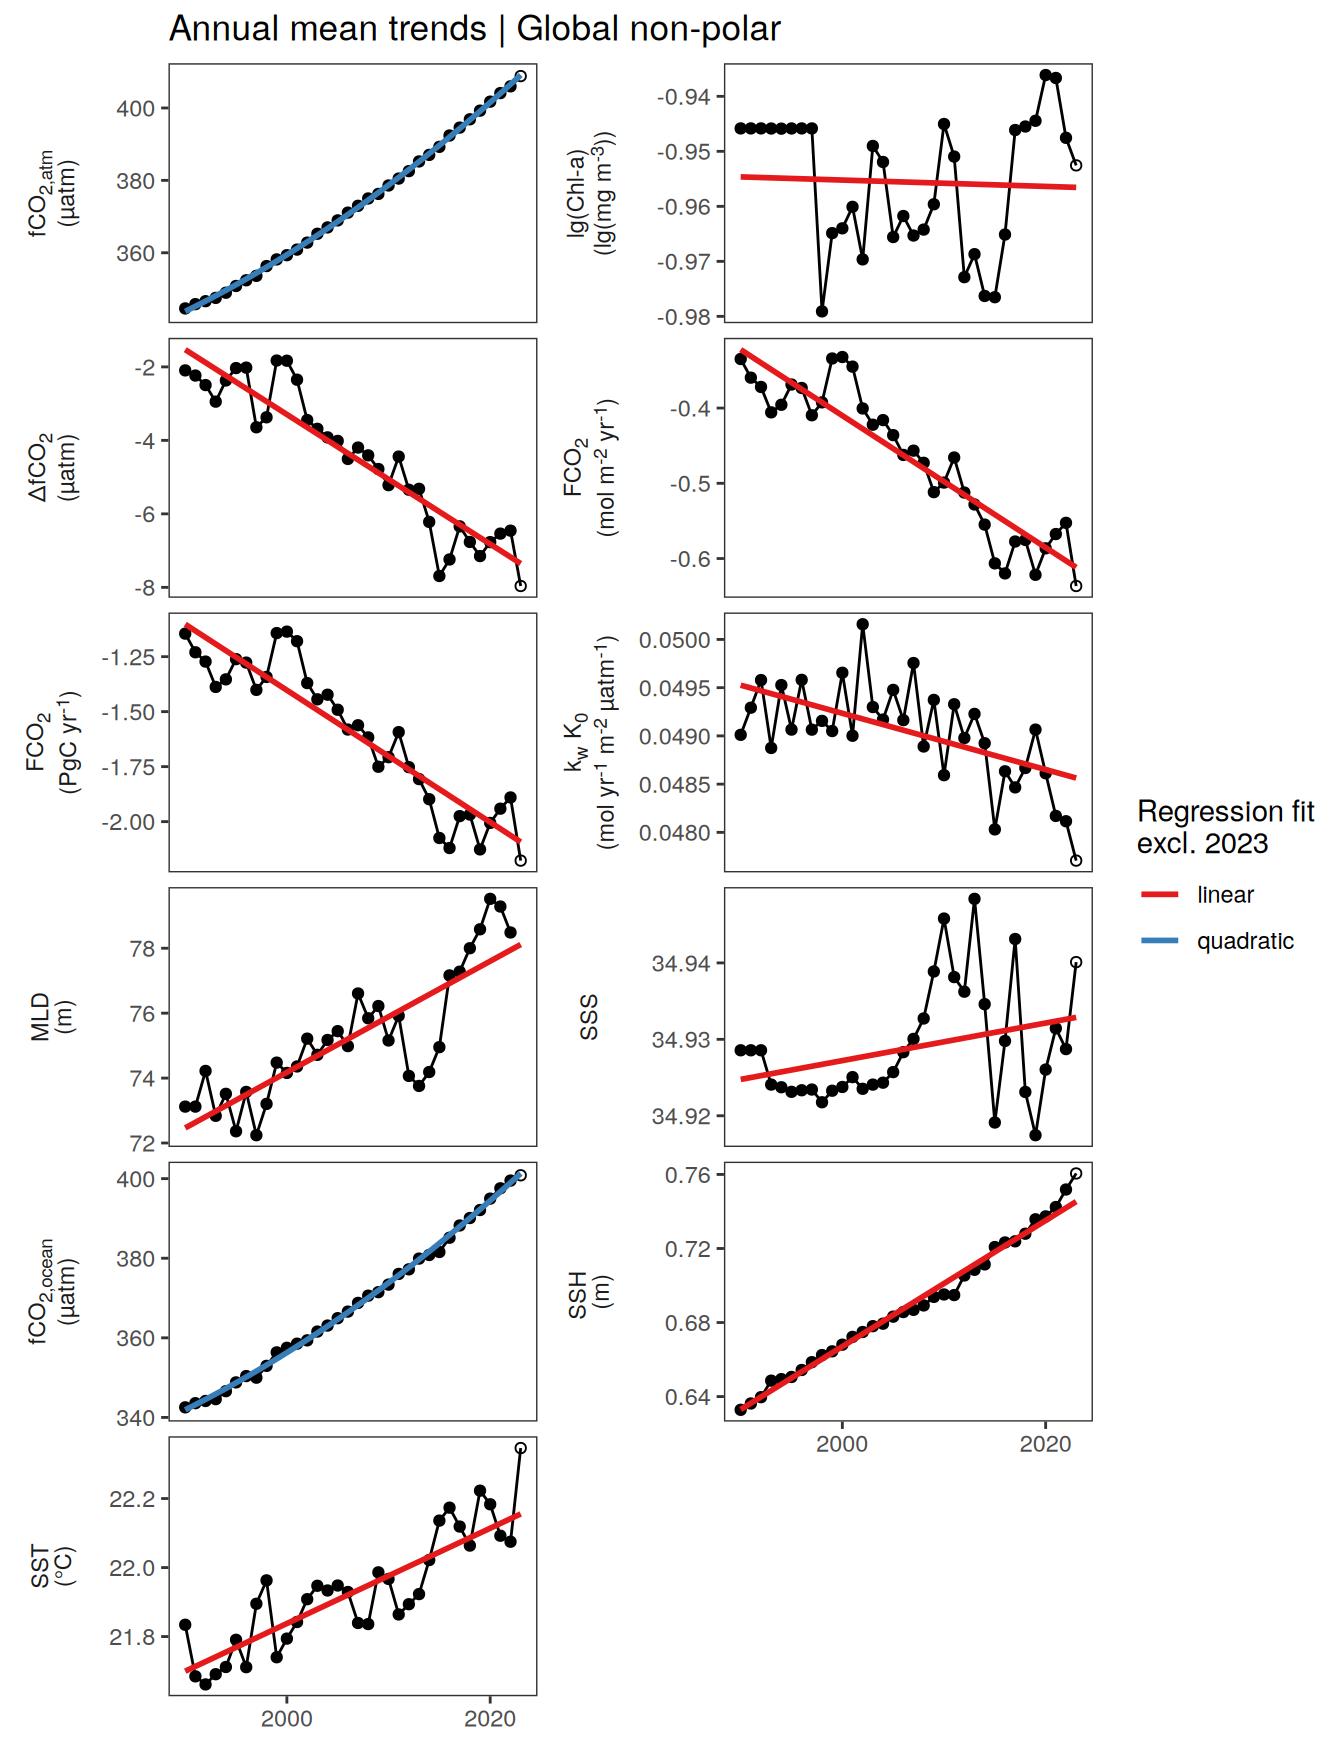 Annual mean trends | Global non-polar
fCO2,atm
(µatm)
400
380
360
lg(Chl-a)
(lg(mg m-3))
-0.94
-0.95
-0.96
-0.97
-0.98
ΔfCO2
(µatm)
-2
-4
-6
-8
FCO2
(mol m-2 yr-1)
-0.4
-0.5
-0.6
FCO2
(PgC yr-1)
-1.25
-1.50
-1.75
-2.00
kw K0
(mol yr-1 m-2 µatm-1)
0.0500
0.0495
0.0490
0.0485
0.0480
MLD
(m)
78
76
74
72
SSS
34.94
34.93
34.92
fCO2,ocean
(µatm)
400
380
360
340
SSH
(m)
0.76
0.72
0.68
0.64
2000 2020
SST
(°C)
22.2
22.0
21.8
2000 2020
Regression fit
excl. 2023
linear
quadratic